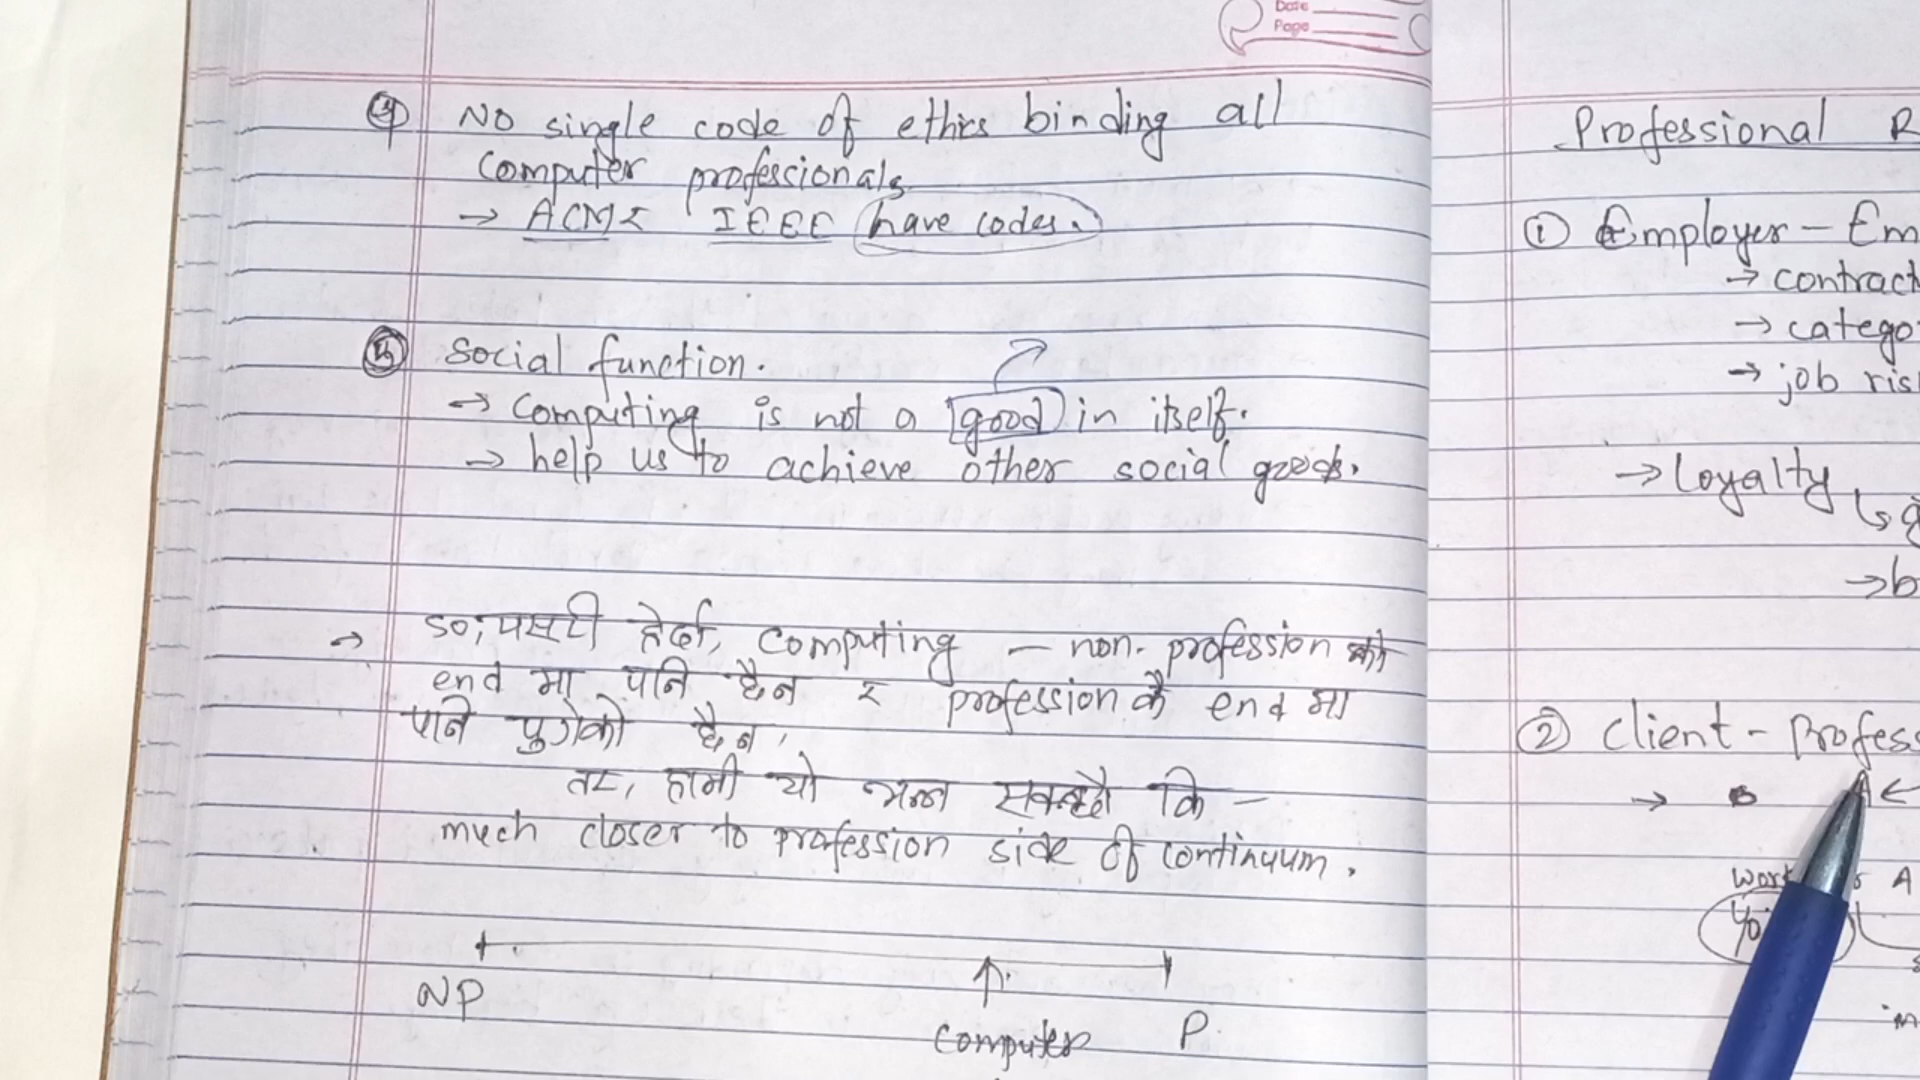 Date
Page
④ No single code of ethics binding all
computer professionals.
→ ACM र IEEE have codes.
⑤ social function.
→ computing is not a good in itself.
→ help us to achieve other social goods.
→ so, यसरी हेर्दा, computing – non-profession को
end मा पनि छैन र profession कै end मा
पनि पुगेको छैन,
तर, हामी यो भन्न सक्छौ कि –
much closer to profession side of continuum.
NP
computer P.
Professional R
① Employer – Em
→ contract
→ catego
→ job ris
→ Loyalty
→ b
② Client – Profess
→ A ←
work A